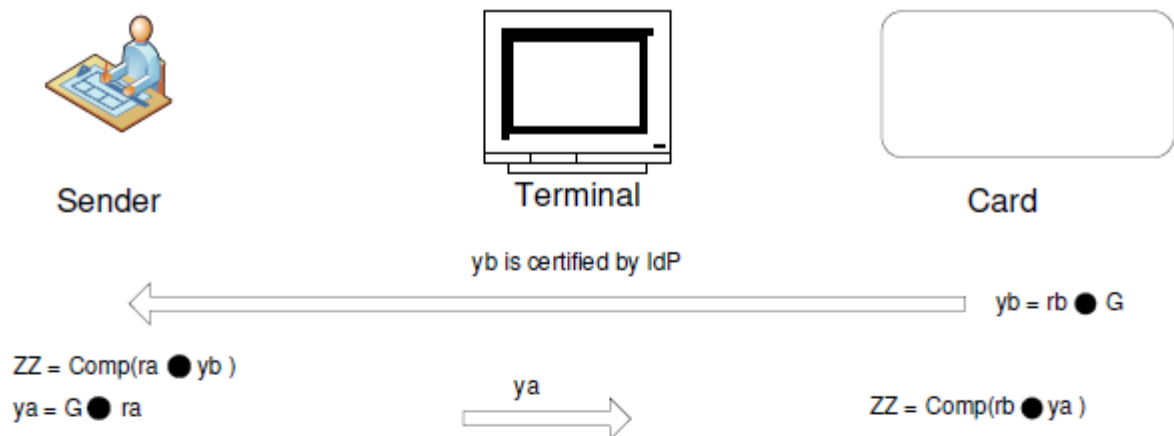 Sender
Terminal
Card
yb is certified by IdP
yb = rb ● G
ZZ = Comp(ra ● yb )
ya = G ● ra
ya
ZZ = Comp(rb ● ya )